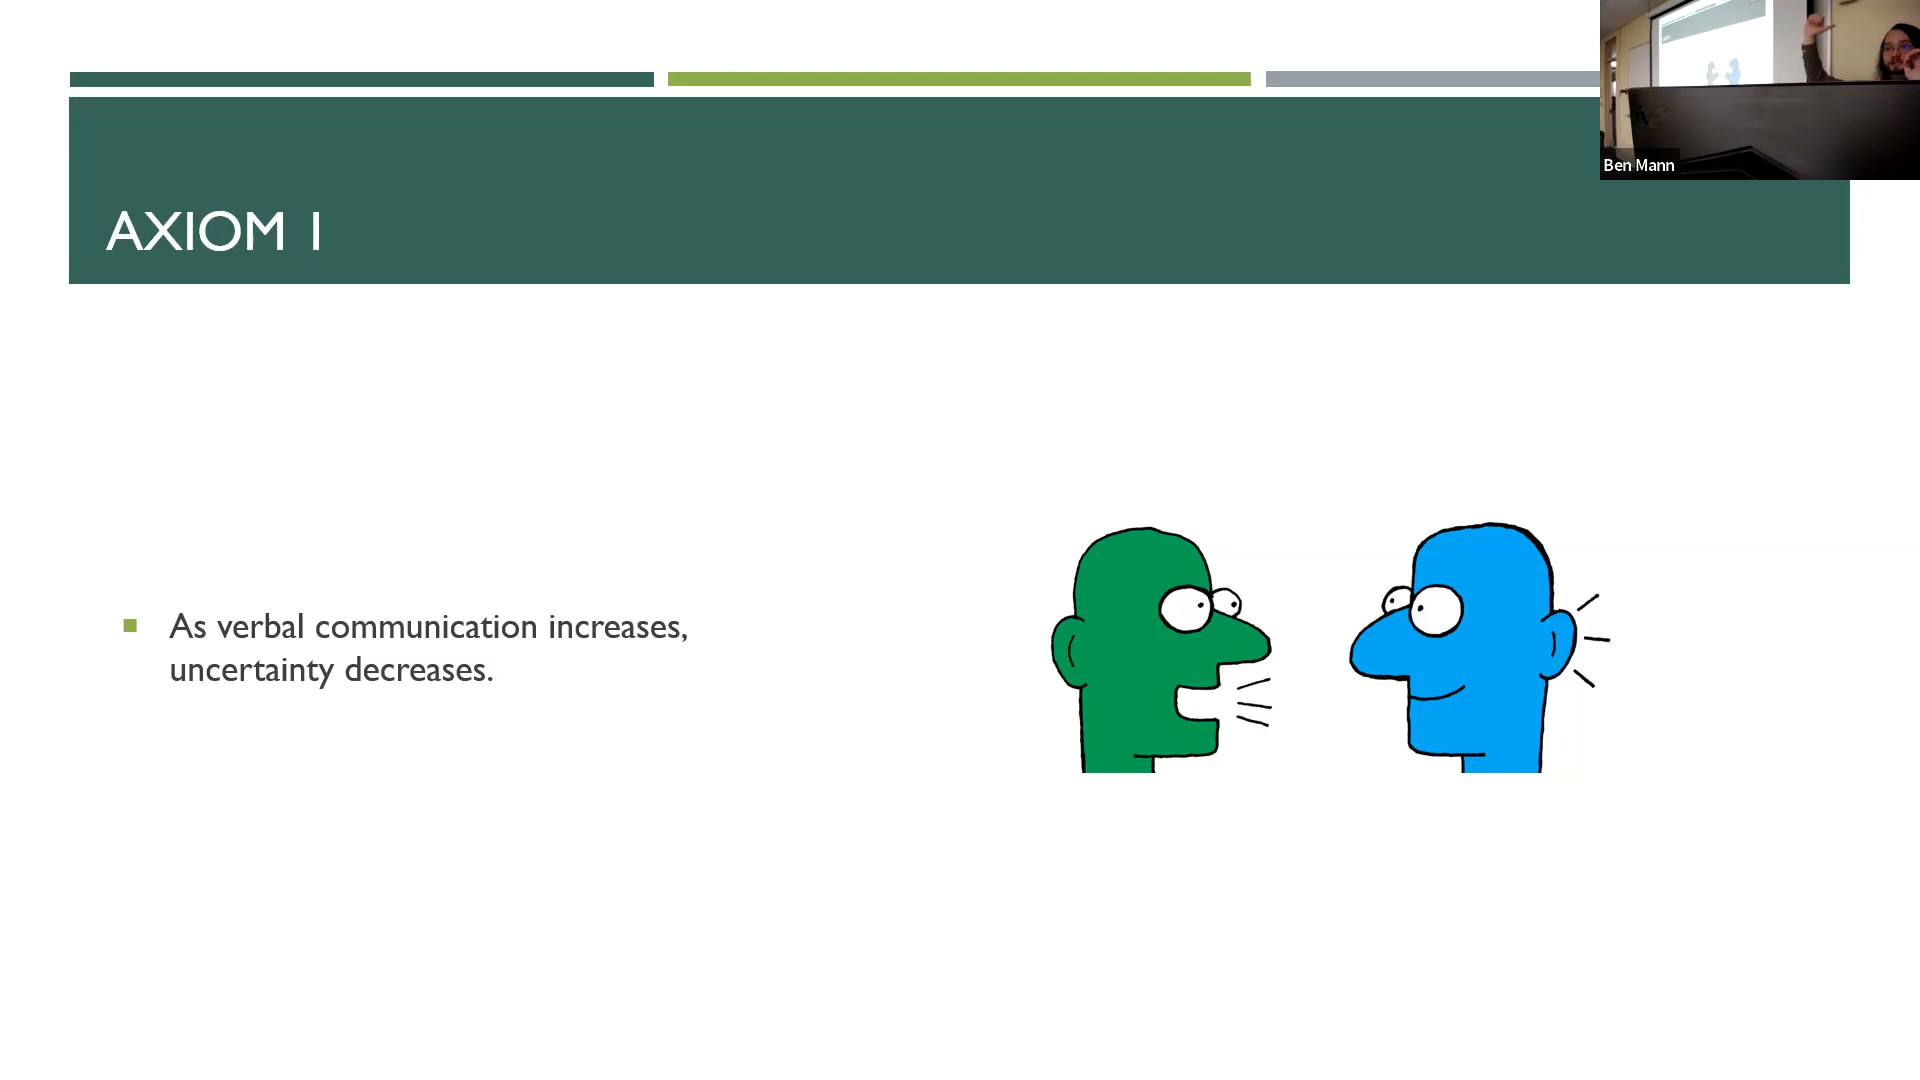 Ben Mann
AXIOM 1
As verbal communication increases,
uncertainty decreases.